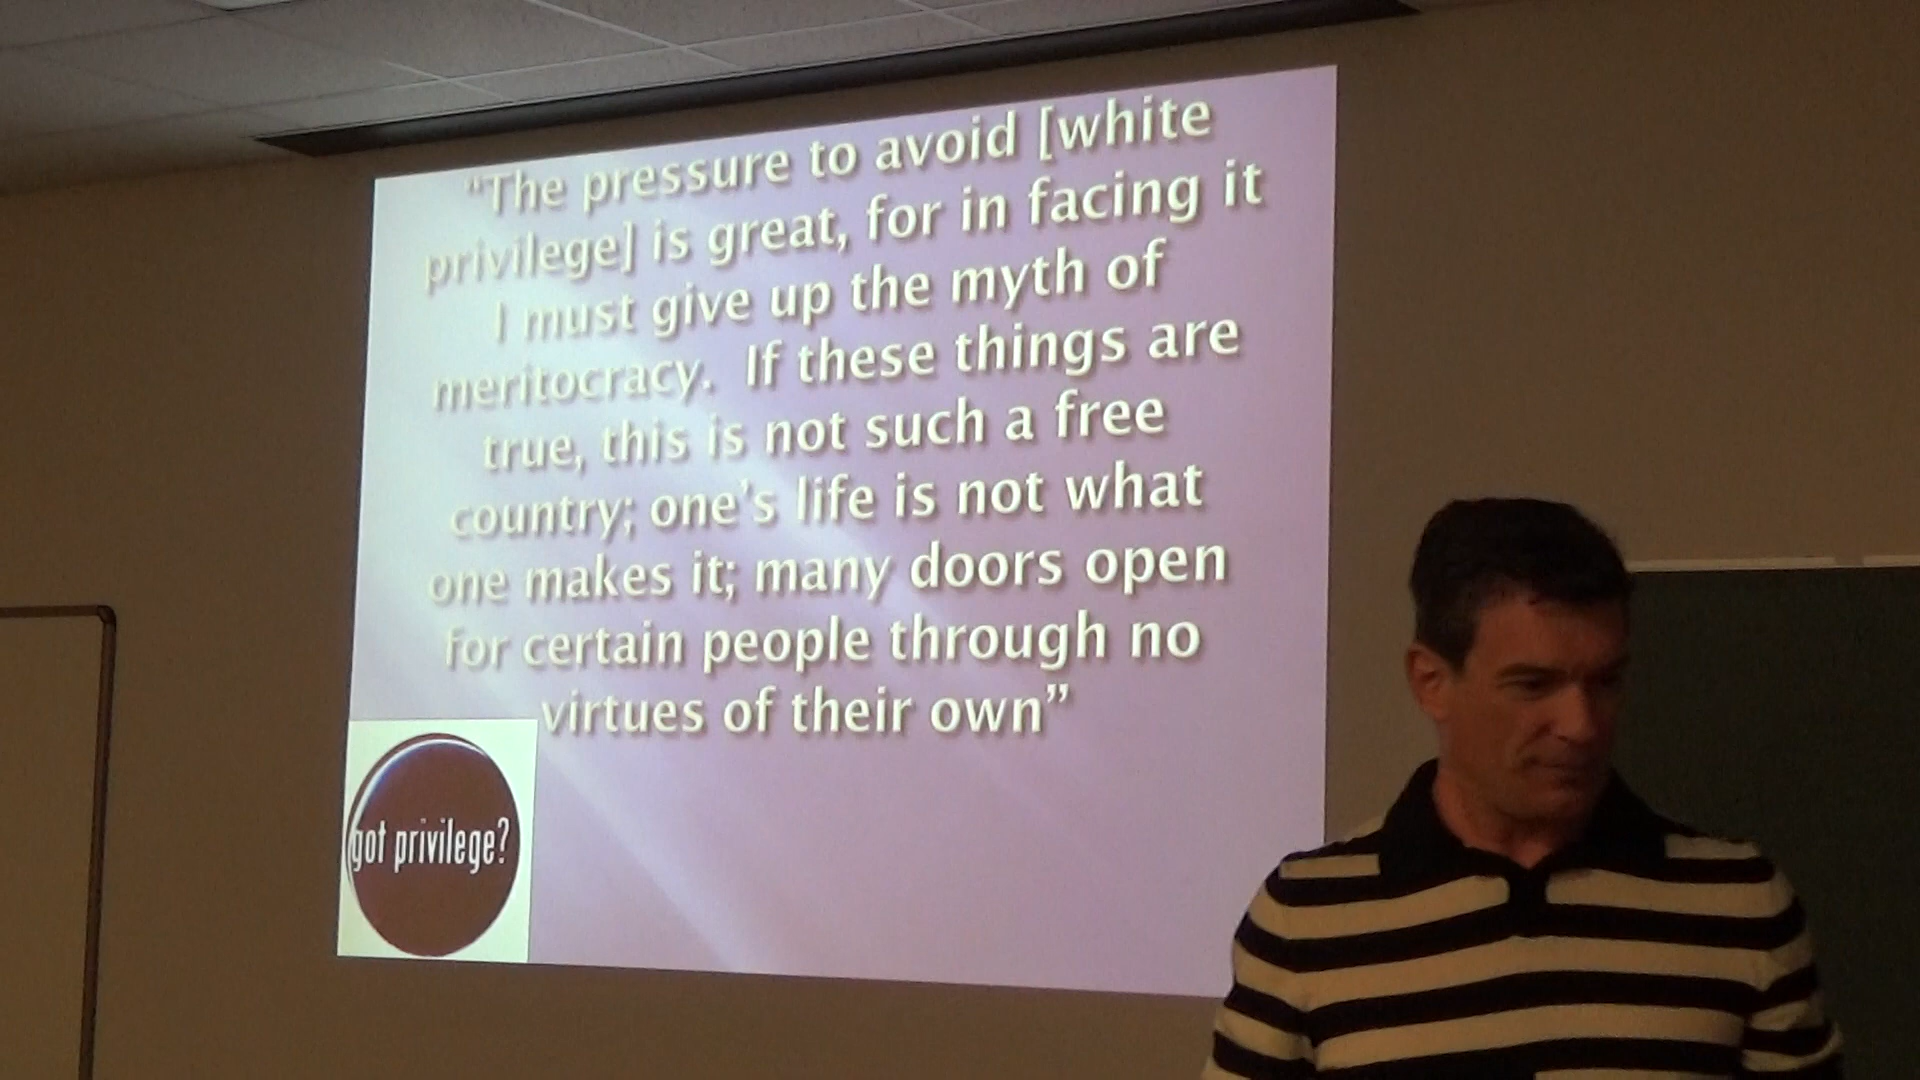 “The pressure to avoid [white
privilege] is great, for in facing it
I must give up the myth of
meritocracy. If these things are
true, this is not such a free
country; one’s life is not what
one makes it; many doors open
for certain people through no
virtues of their own”
got privilege?